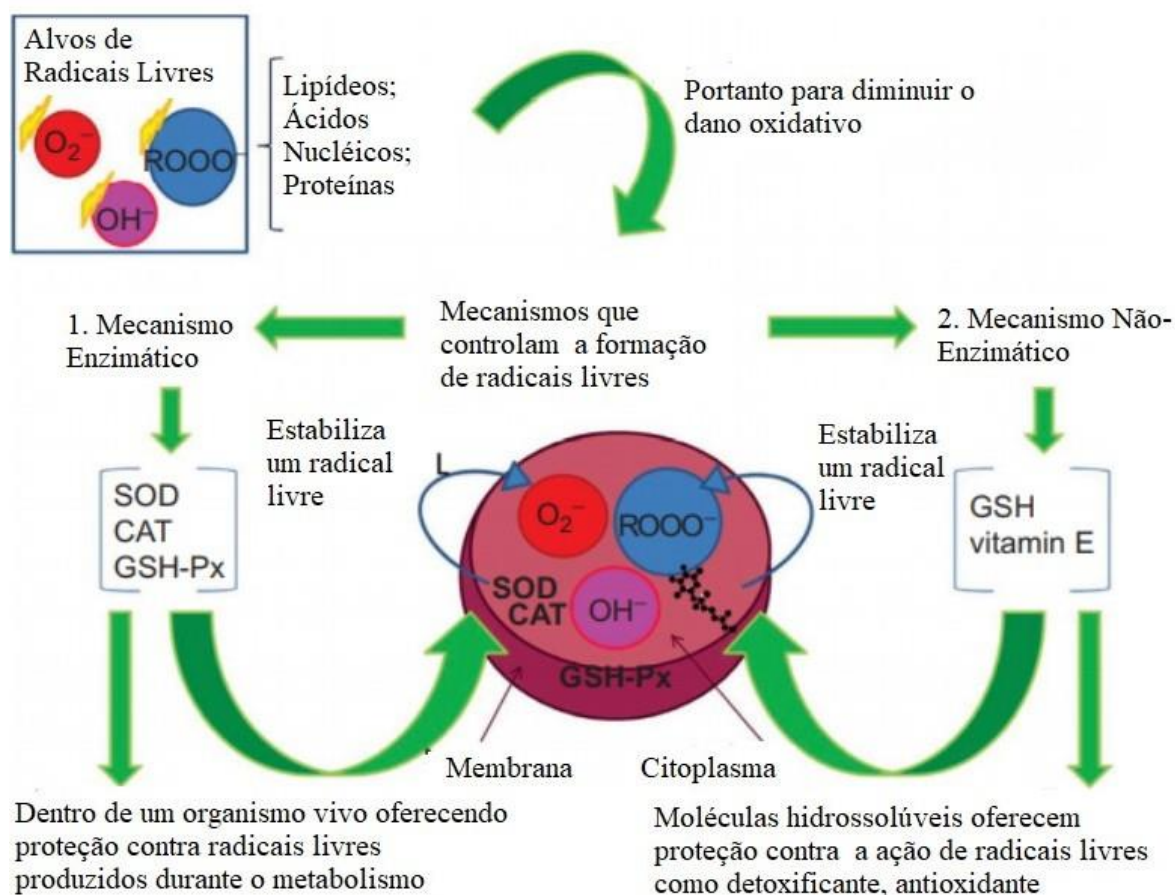 Alvos de
Radicais Livres
O₂⁻
ROOO⁻
OH⁻
Lipídeos;
Ácidos
Nucléicos;
Proteínas
Portanto para diminuir o
dano oxidativo
1. Mecanismo
Enzimático
Mecanismos que
controlam a formação
de radicais livres
2. Mecanismo Não-
Enzimático
Estabiliza
um radical
livre
Estabiliza
um radical
livre
L
SOD
CAT
GSH-Px
O₂⁻
ROOO⁻
SOD
CAT
OH⁻
GSH-Px
GSH
vitamin E
Membrana
Citoplasma
Dentro de um organismo vivo oferecendo
proteção contra radicais livres
produzidos durante o metabolismo
Moléculas hidrossolúveis oferecem
proteção contra a ação de radicais livres
como detoxificante, antioxidante